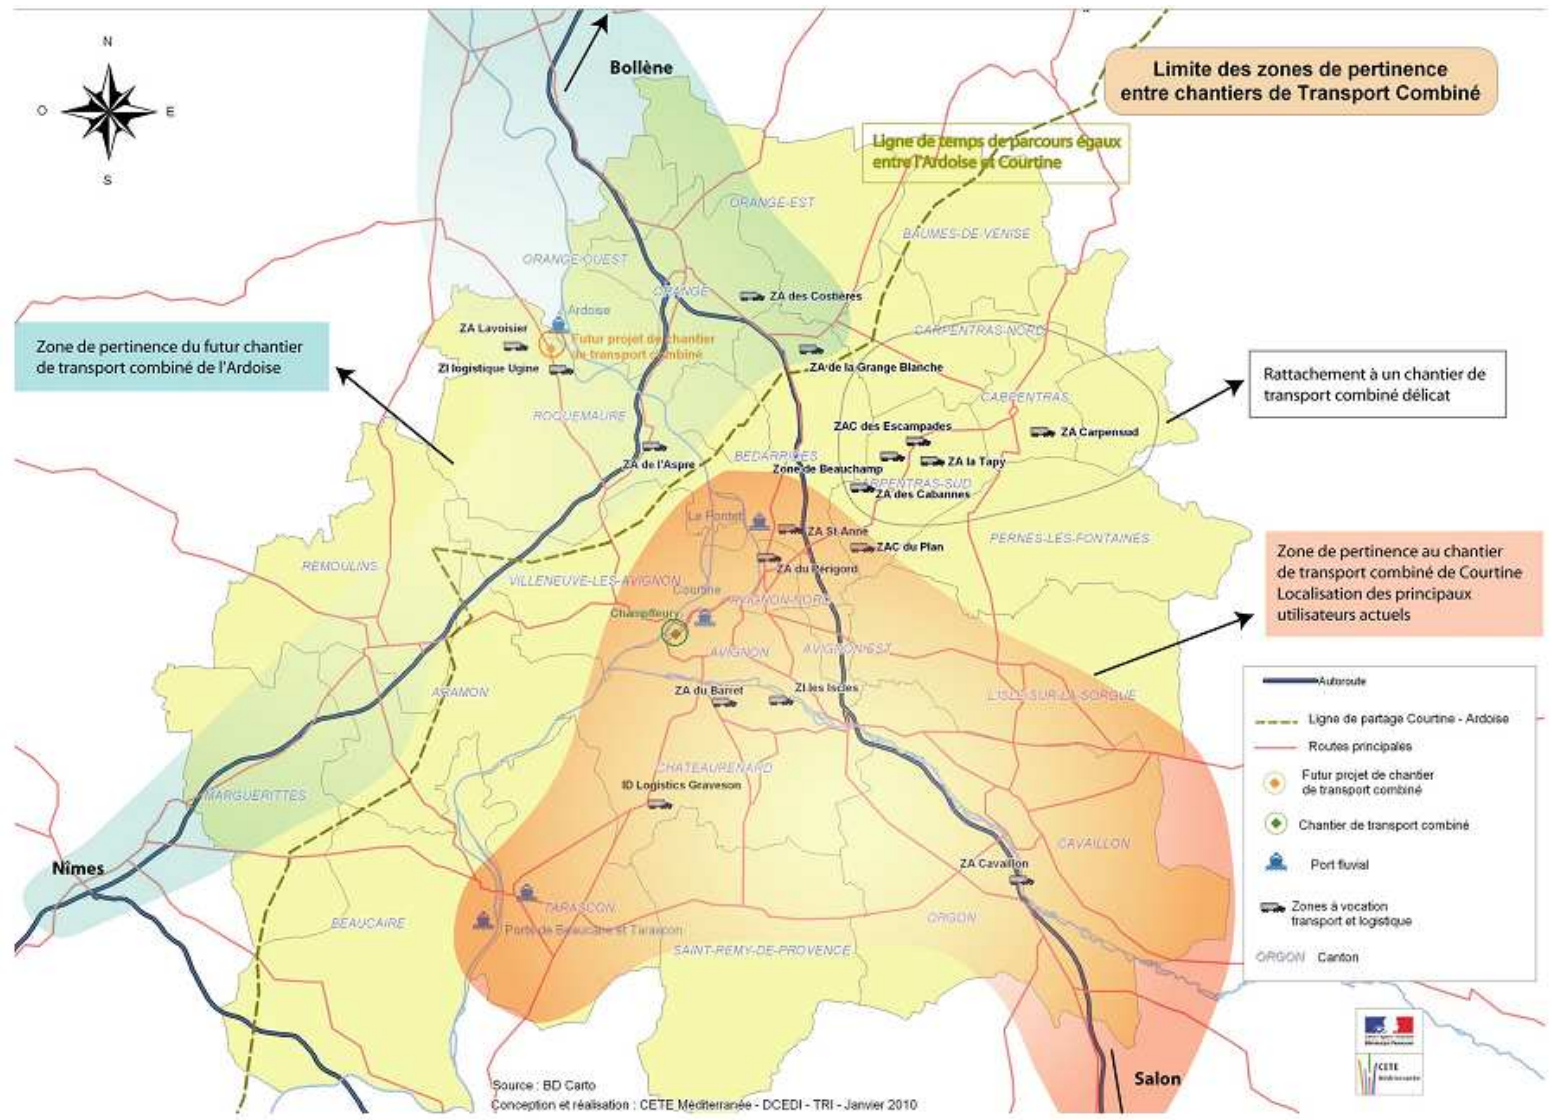 N
O
E
S
Bollène
Limite des zones de pertinence
entre chantiers de Transport Combiné
Ligne de temps de parcours égaux
entre l'Ardoise et Courtine
ORANGE-EST
BAUMES-DE-VENISE
ORANGE-OUEST
ORANGE
ZA des Costières
Ardoise
ZA Lavoisier
Futur projet de chantier
de transport combiné
ZI logistique Ugine
CARPENTRAS-NORD
ZA de la Grange Blanche
Zone de pertinence du futur chantier
de transport combiné de l'Ardoise
Rattachement à un chantier de
transport combiné délicat
ROQUEMAURE
CARPENTRAS
ZAC des Escampades
ZA Carpensud
ZA de l'Aspre
BEDARRIDES
Zone de Beauchamp
ZA la Tapy
CARPENTRAS-SUD
ZA des Cabannes
Le Pontet
ZA St Anne
ZAC du Plan
PERNES-LES-FONTAINES
REMOULINS
VILLENEUVE-LES-AVIGNON
ZA du Périgord
Courtine
AVIGNON-NORD
Champfleury
Zone de pertinence au chantier
de transport combiné de Courtine
Localisation des principaux
utilisateurs actuels
AVIGNON
AVIGNON-EST
ARAMON
ZA du Barret
ZI les Iscles
L'ISLE-SUR-LA-SORGUE
CHATEAURENARD
ID Logistics Graveson
MARGUERITTES
CAVAILLON
ZA Cavaillon
Nîmes
BEAUCAIRE
TARASCON
Ports de Beaucaire et Tarascon
ORGON
SAINT-REMY-DE-PROVENCE
Autoroute
Ligne de partage Courtine - Ardoise
Routes principales
Futur projet de chantier
de transport combiné
Chantier de transport combiné
Port fluvial
Zones à vocation
transport et logistique
ORGON Canton
Salon
CETE
Méditerranée
Source : BD Carto
Conception et réalisation : CETE Méditerranée - DCEDI - TRI - Janvier 2010